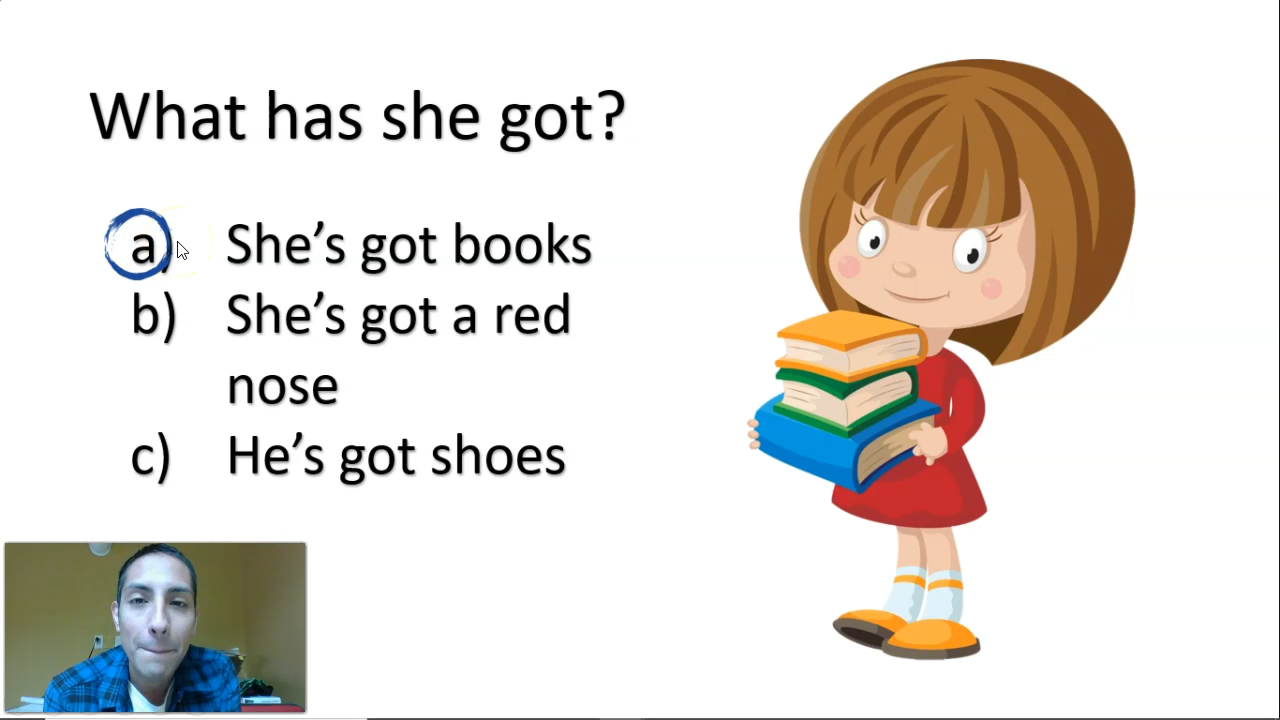 What has she got?
a) She’s got books
b) She’s got a red
nose
c) He’s got shoes